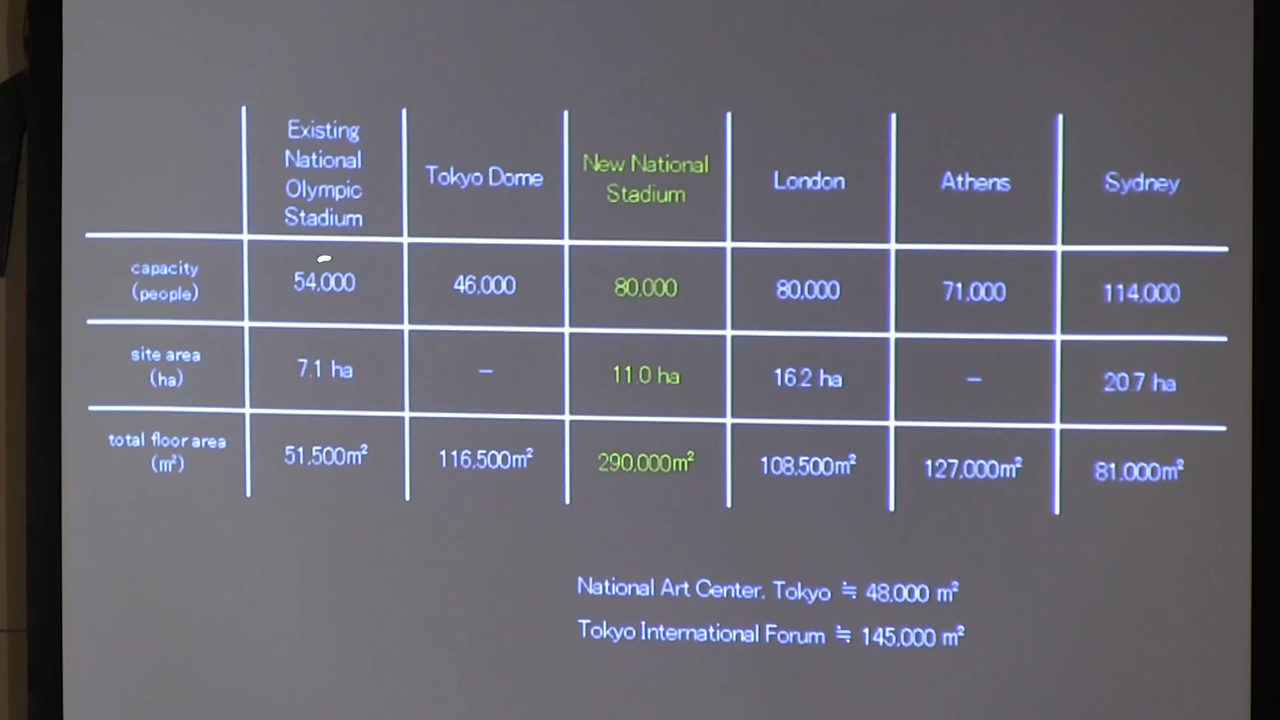 Existing
National
Olympic
Stadium
Tokyo Dome
New National
Stadium
London
Athens
Sydney
capacity
(people)
54,000
46,000
80,000
80,000
71,000
114,000
site area
(ha)
7.1 ha
–
11.0 ha
16.2 ha
–
20.7 ha
total floor area
(㎡)
51,500㎡
116,500㎡
290,000㎡
108,500㎡
127,000㎡
81,000㎡
National Art Center, Tokyo ≒ 48,000 ㎡
Tokyo International Forum ≒ 145,000 ㎡